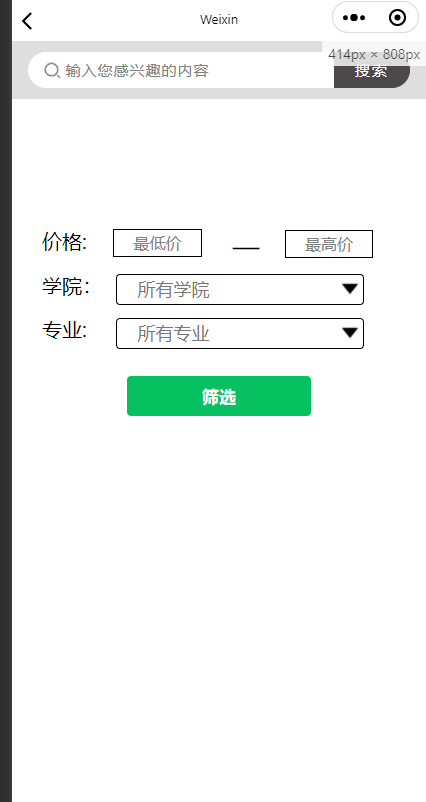 Weixin
414px × 808px
输入您感兴趣的内容 搜索
价格: 最低价 — 最高价
学院： 所有学院
专业: 所有专业
筛选